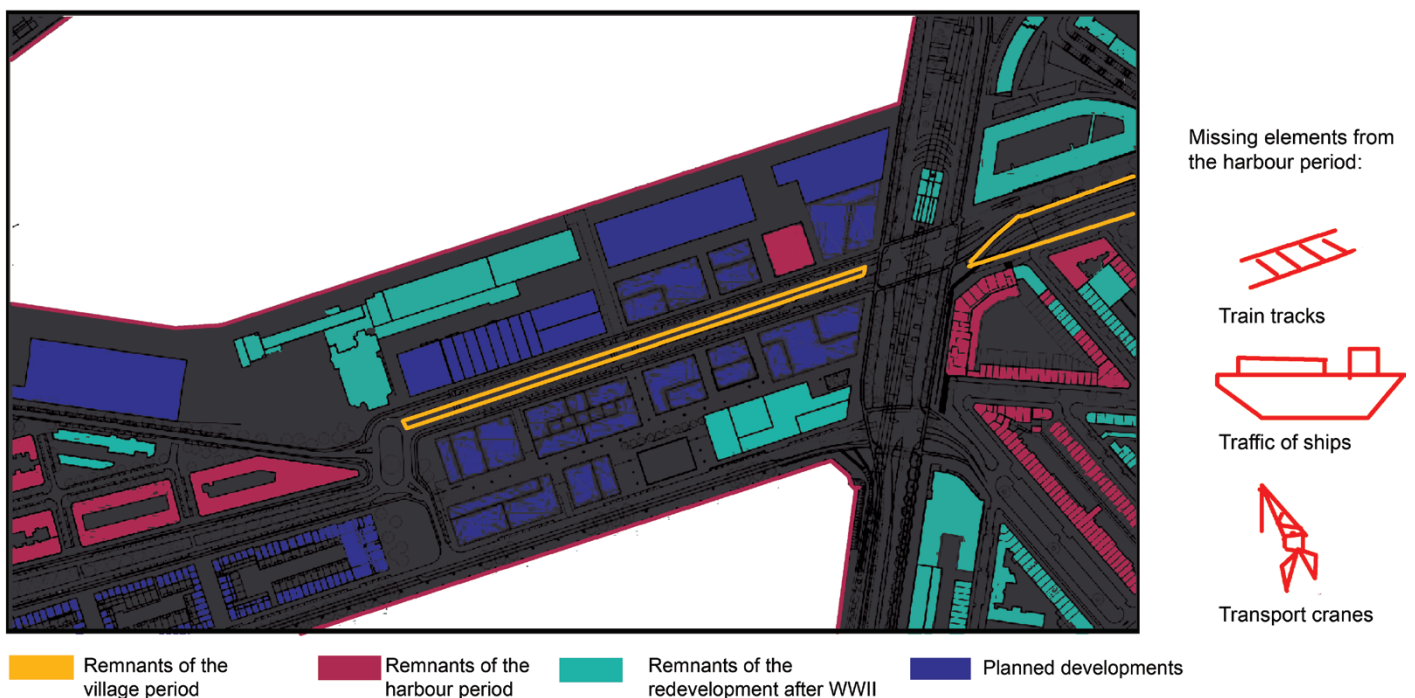 Missing elements from
the harbour period:
Train tracks
Traffic of ships
Transport cranes
Remnants of the
village period
Remnants of the
harbour period
Remnants of the
redevelopment after WWII
Planned developments